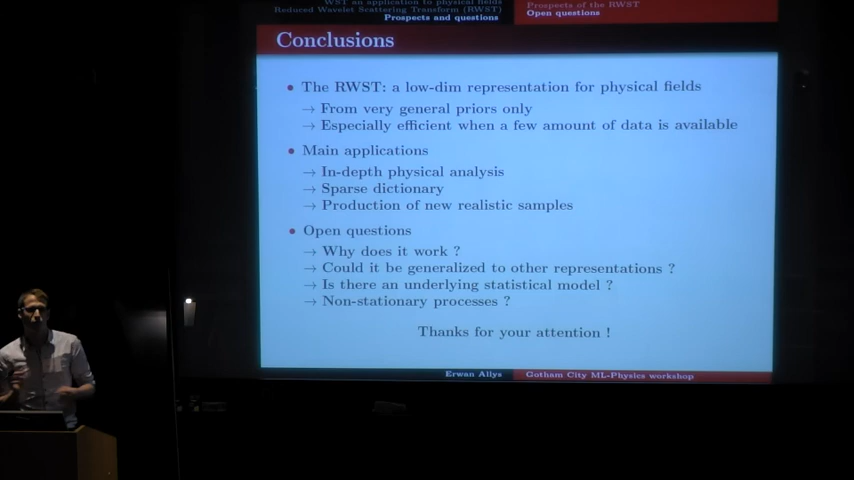 WST an application to physical fields
Reduced Wavelet Scattering Transform (RWST)
Prospects and questions
Prospects of the RWST
Open questions
Conclusions
• The RWST: a low-dim representation for physical fields
→ From very general priors only
→ Especially efficient when a few amount of data is available
• Main applications
→ In-depth physical analysis
→ Sparse dictionary
→ Production of new realistic samples
• Open questions
→ Why does it work ?
→ Could it be generalized to other representations ?
→ Is there an underlying statistical model ?
→ Non-stationary processes ?
Thanks for your attention !
Erwan Allys
Gotham City ML-Physics workshop